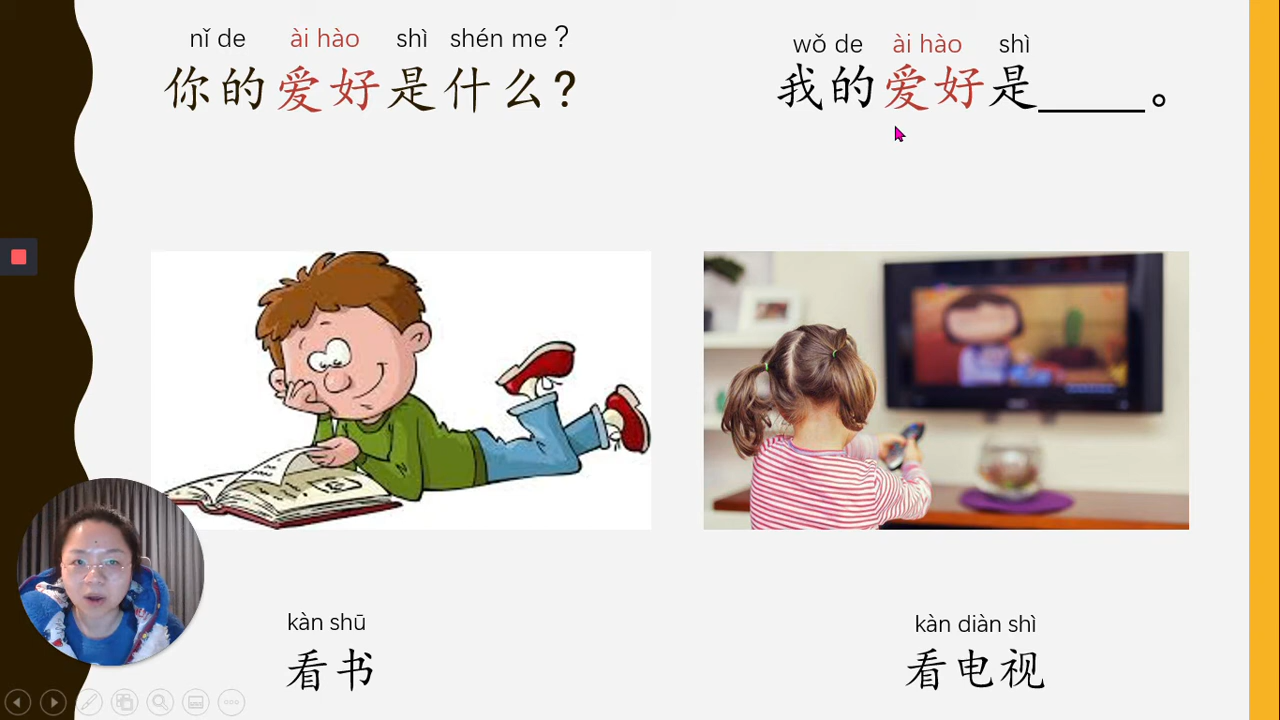 nǐ de ài hào shì shén me？
你的爱好是什么?
wǒ de ài hào shì
我的爱好是____。
kàn shū
看书
kàn diàn shì
看电视